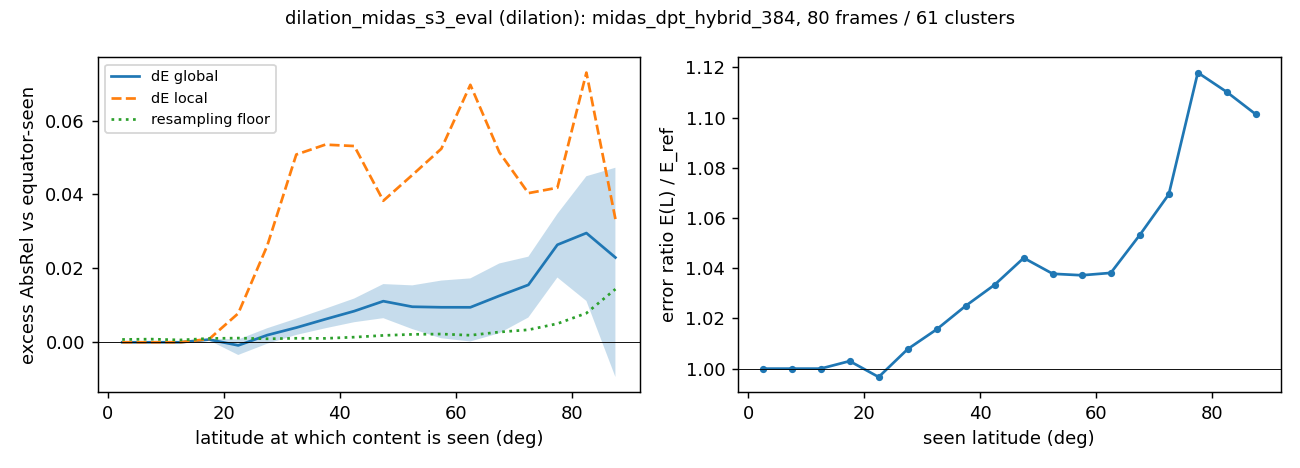 dilation_midas_s3_eval (dilation): midas_dpt_hybrid_384, 80 frames / 61 clusters
excess AbsRel vs equator-seen
0.06
0.04
0.02
0.00
dE global
dE local
resampling floor
0 20 40 60 80
latitude at which content is seen (deg)
error ratio E(L) / E_ref
1.12
1.10
1.08
1.06
1.04
1.02
1.00
0 20 40 60 80
seen latitude (deg)